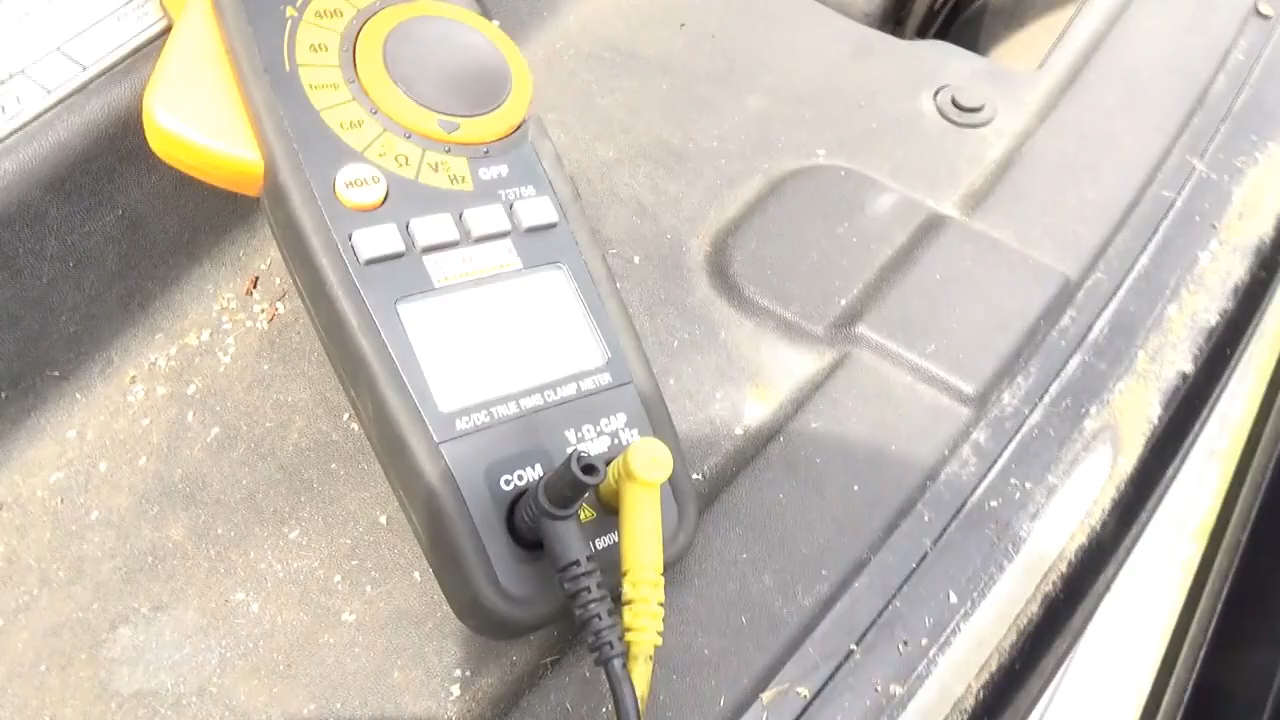 A
400
40
Temp
CAP
Ω
V
Hz
OFF
HOLD
73756
AC/DC TRUE RMS CLAMP METER
V·Ω·CAP
TEMP·Hz
COM
600V